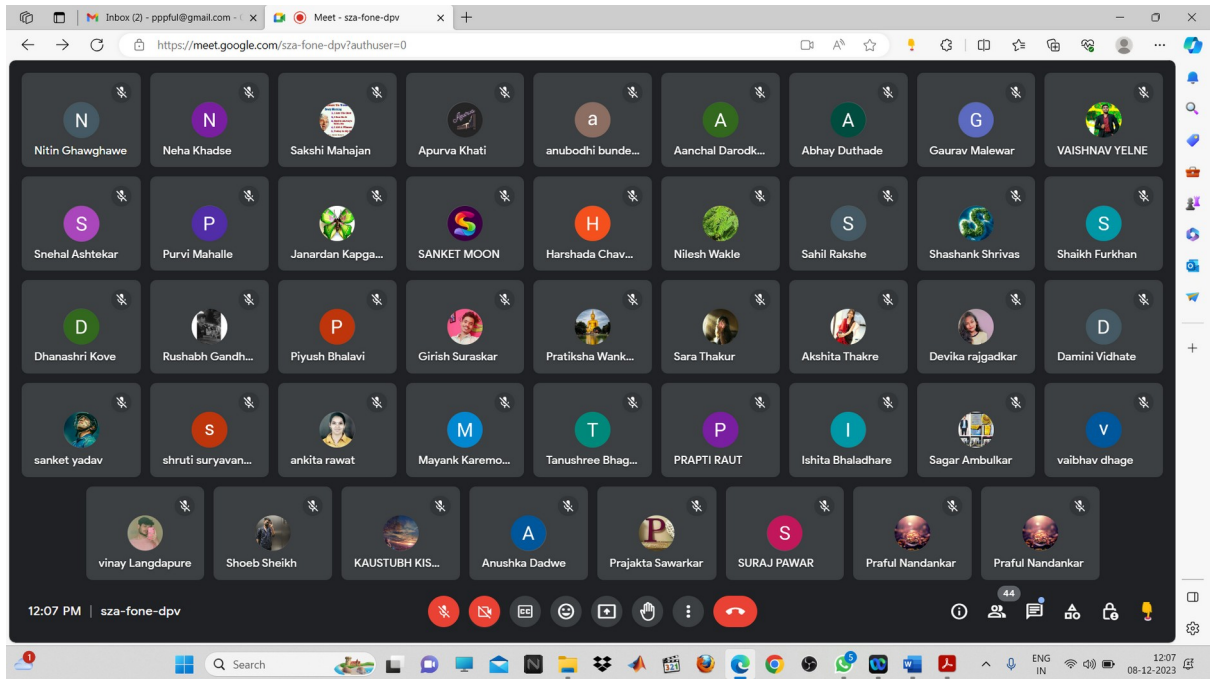 Inbox (2) - pppful@gmail.com -
Meet - sza-fone-dpv
https://meet.google.com/sza-fone-dpv?authuser=0
N N a A A G
Nitin Ghawghawe Neha Khadse Sakshi Mahajan Apurva Khati anubodhi bunde... Aanchal Darodk... Abhay Duthade Gaurav Malewar VAISHNAV YELNE
S P S H S S
Snehal Ashtekar Purvi Mahalle Janardan Kapga... SANKET MOON Harshada Chav... Nilesh Wakle Sahil Rakshe Shashank Shrivas Shaikh Furkhan
D P D
Dhanashri Kove Rushabh Gandh... Piyush Bhalavi Girish Suraskar Pratiksha Wank... Sara Thakur Akshita Thakre Devika rajgadkar Damini Vidhate
s M T P I v
sanket yadav shruti suryavan... ankita rawat Mayank Karemo... Tanushree Bhag... PRAPTI RAUT Ishita Bhaladhare Sagar Ambulkar vaibhav dhage
A P S
vinay Langdapure Shoeb Sheikh KAUSTUBH KIS... Anushka Dadwe Prajakta Sawarkar SURAJ PAWAR Praful Nandankar Praful Nandankar
12:07 PM | sza-fone-dpv CC 44
1 Search 321 5 ENG 12:07
IN 08-12-2023